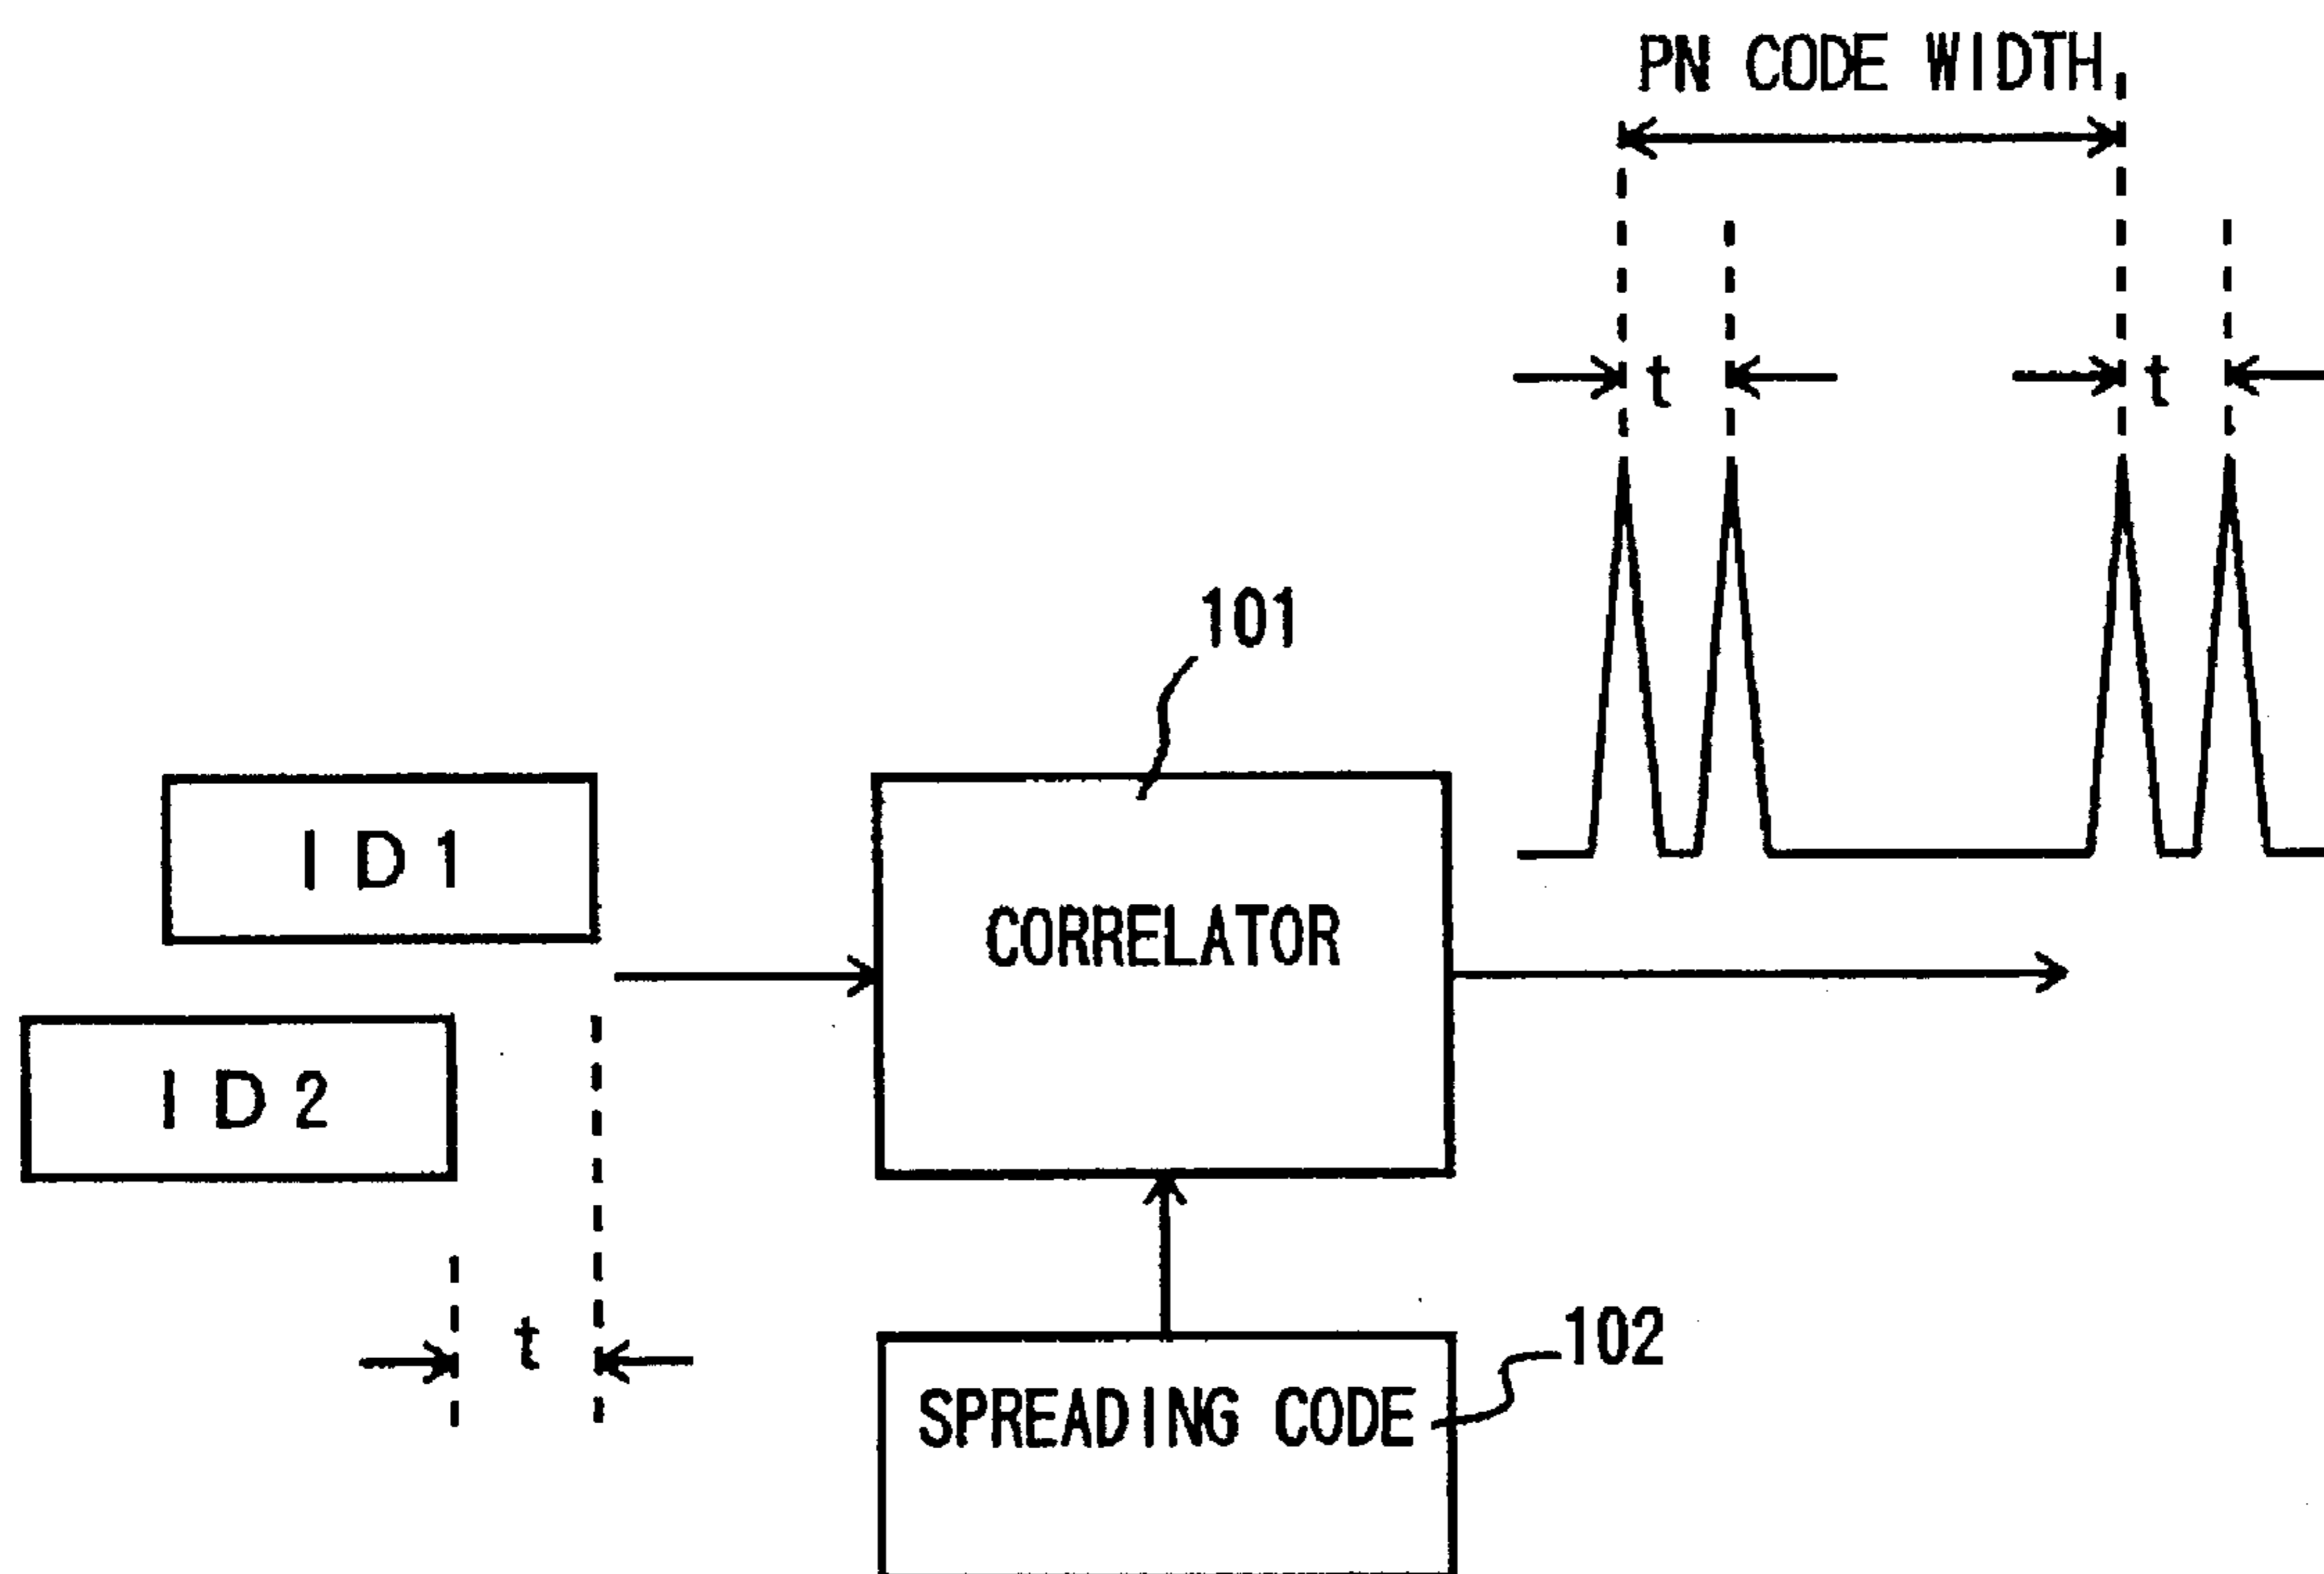 PN CODE WIDTH
t
t
101
ID1
CORRELATOR
ID2
t
102
SPREADING CODE